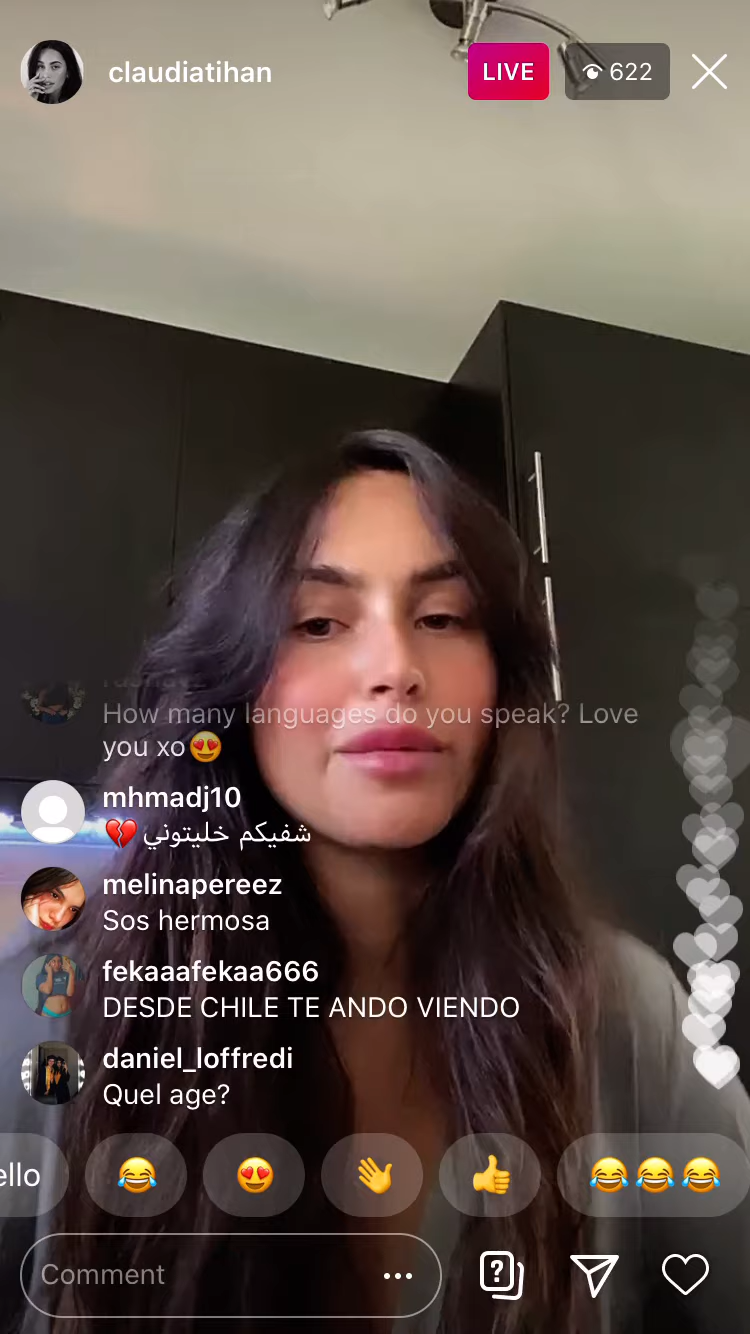 claudiatihan
LIVE
622
How many languages do you speak? Love
you xo😍
mhmadj10
شفيكم خليتوني 💔
melinapereez
Sos hermosa
fekaaafekaa666
DESDE CHILE TE ANDO VIENDO
daniel_loffredi
Quel age?
ello 😂 😍 👋 👍 😂😂😂
Comment